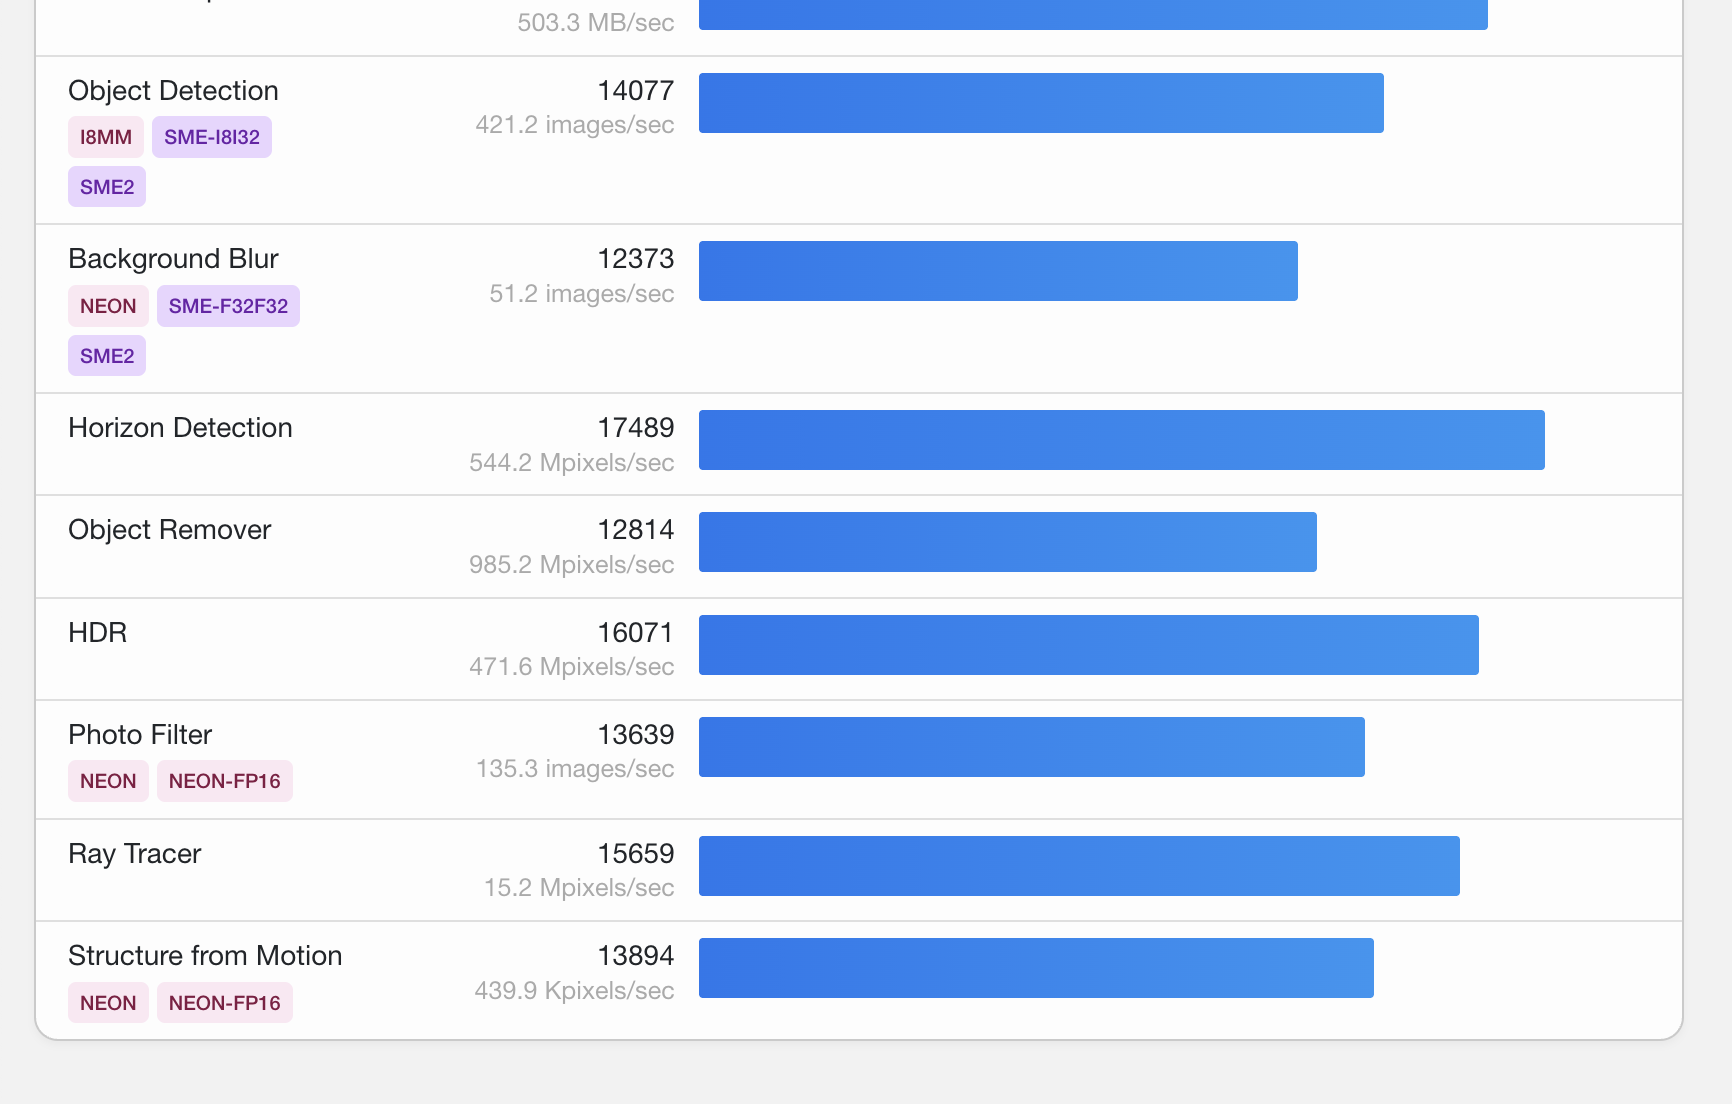 503.3 MB/sec
Object Detection 14077
421.2 images/sec
I8MM SME-I8I32
SME2
Background Blur 12373
51.2 images/sec
NEON SME-F32F32
SME2
Horizon Detection 17489
544.2 Mpixels/sec
Object Remover 12814
985.2 Mpixels/sec
HDR 16071
471.6 Mpixels/sec
Photo Filter 13639
135.3 images/sec
NEON NEON-FP16
Ray Tracer 15659
15.2 Mpixels/sec
Structure from Motion 13894
439.9 Kpixels/sec
NEON NEON-FP16